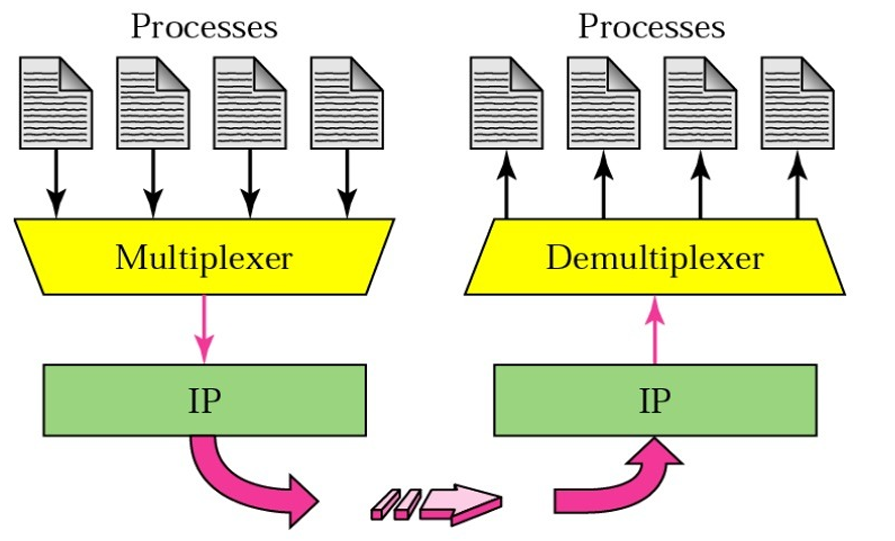 Processes
Processes
Multiplexer
Demultiplexer
IP
IP